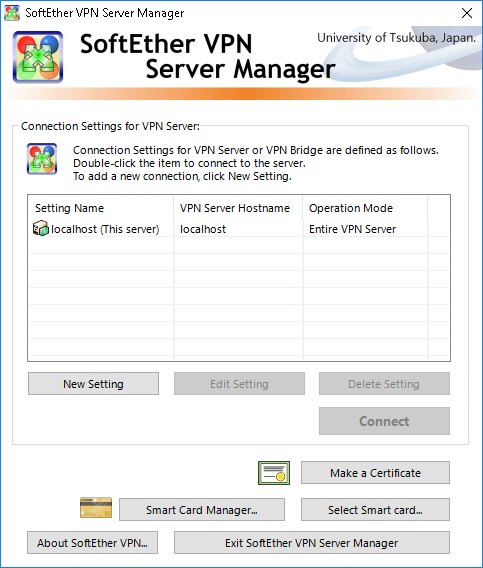 SoftEther VPN Server Manager
SoftEther VPN
Server Manager
University of Tsukuba, Japan.
Connection Settings for VPN Server:
Connection Settings for VPN Server or VPN Bridge are defined as follows.
Double-click the item to connect to the server.
To add a new connection, click New Setting.
Setting Name VPN Server Hostname Operation Mode
localhost (This server) localhost Entire VPN Server
New Setting Edit Setting Delete Setting
Connect
Make a Certificate
Smart Card Manager... Select Smart card...
About SoftEther VPN... Exit SoftEther VPN Server Manager